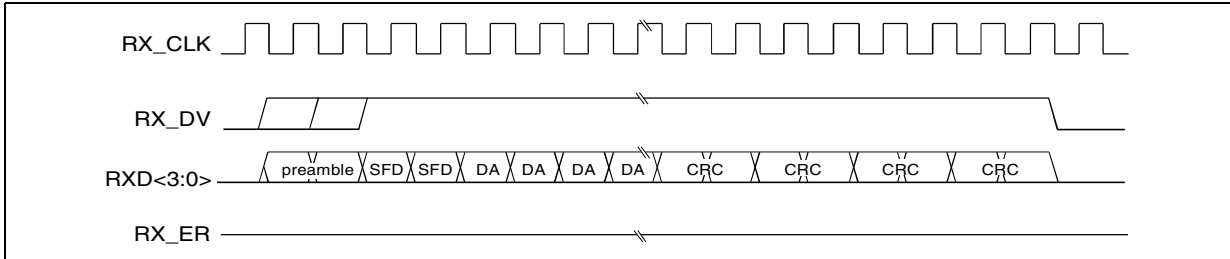 RX_CLK
RX_DV
RXD<3:0> preamble SFD SFD DA DA DA DA CRC CRC CRC CRC
RX_ER